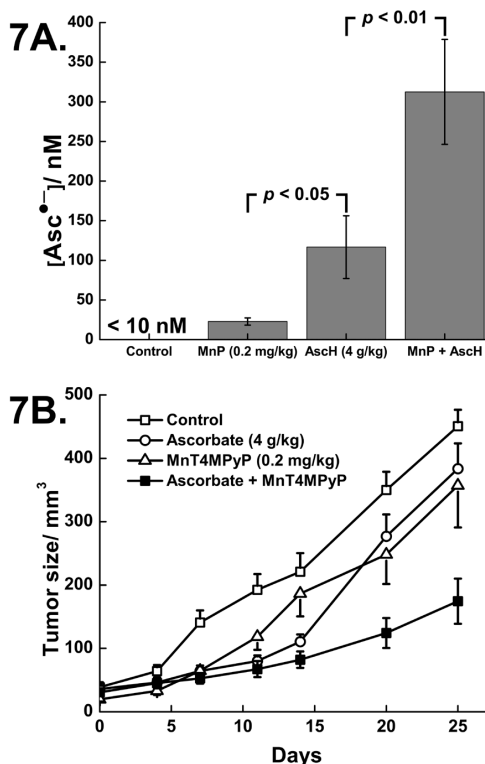 7A.
[Asc•−]/ nM
400
350
300
250
200
150
100
50
0
p < 0.01
p < 0.05
< 10 nM
Control
MnP (0.2 mg/kg)
AscH (4 g/kg)
MnP + AscH
7B.
Tumor size/ mm³
500
400
300
200
100
0
Control
Ascorbate (4 g/kg)
MnT4MPyP (0.2 mg/kg)
Ascorbate + MnT4MPyP
0 5 10 15 20 25
Days